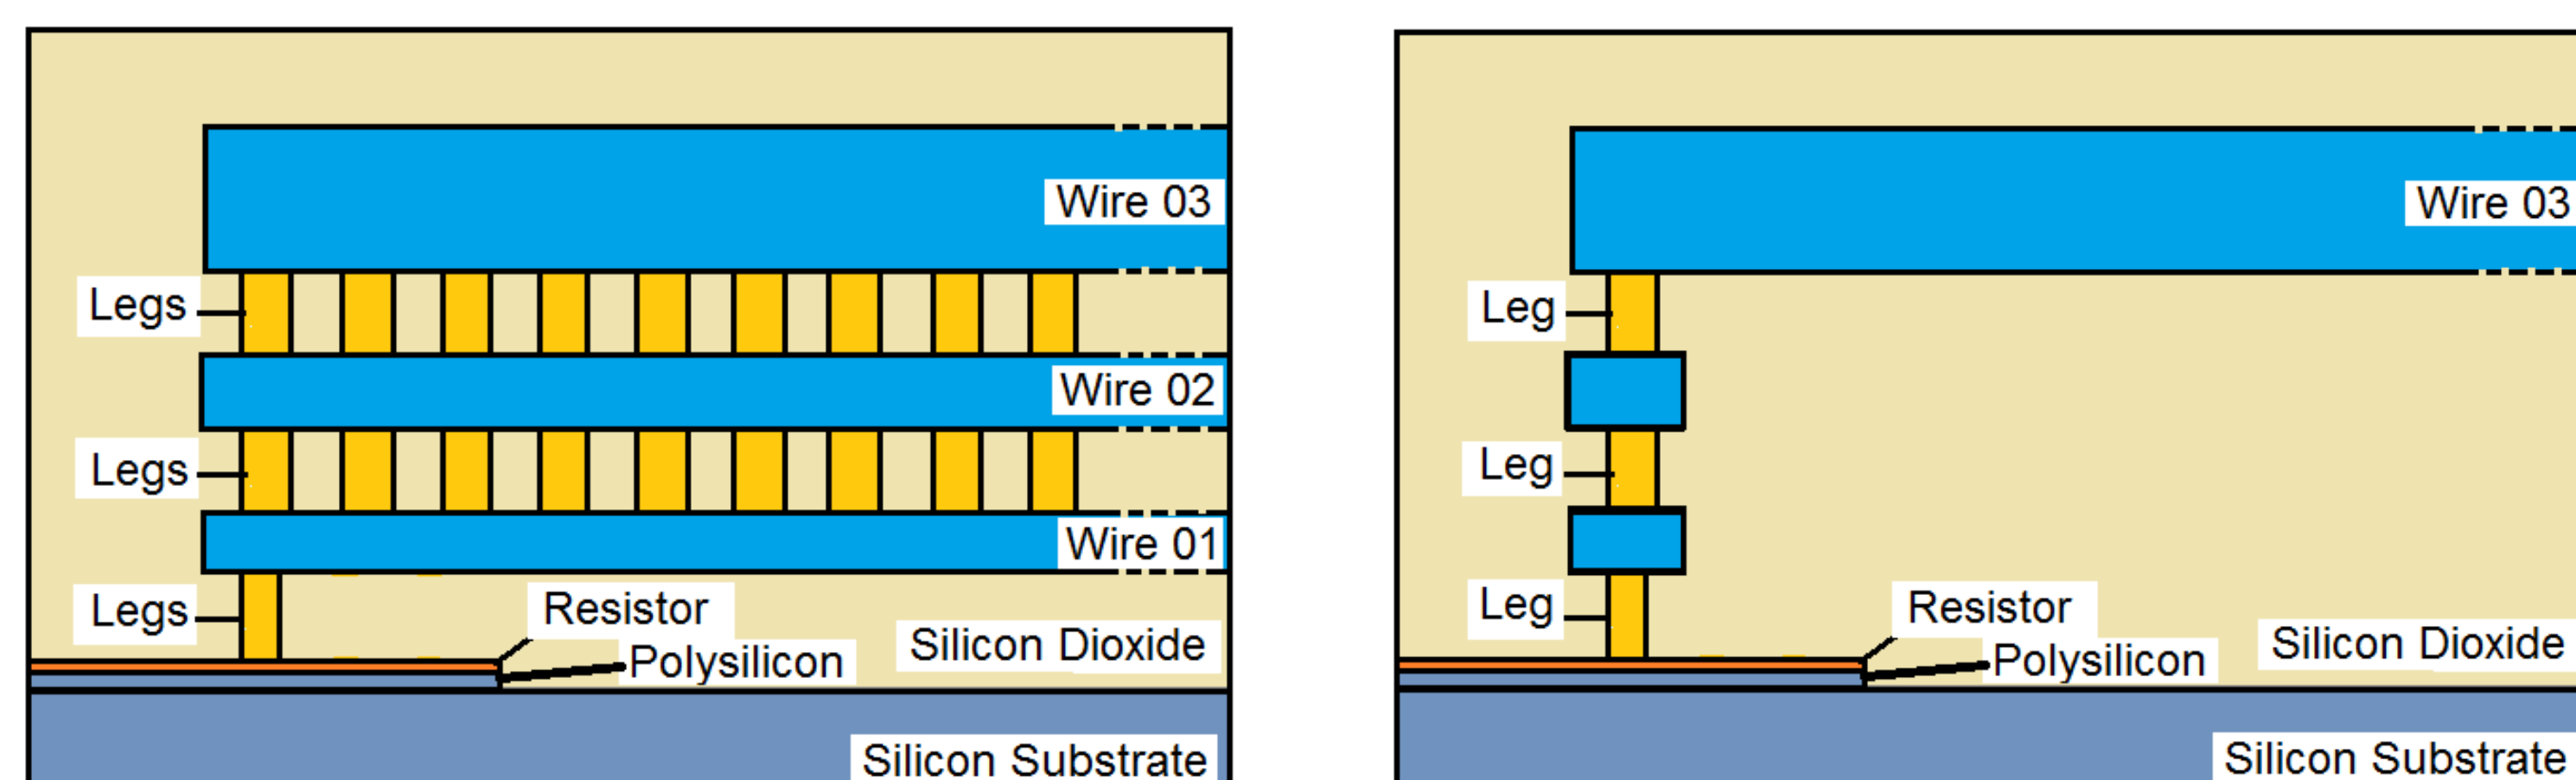 Wire 03
Legs
Wire 02
Legs
Wire 01
Legs
Resistor
Silicon Dioxide
Polysilicon
Silicon Substrate
Wire 03
Leg
Leg
Leg
Resistor
Silicon Dioxide
Polysilicon
Silicon Substrate